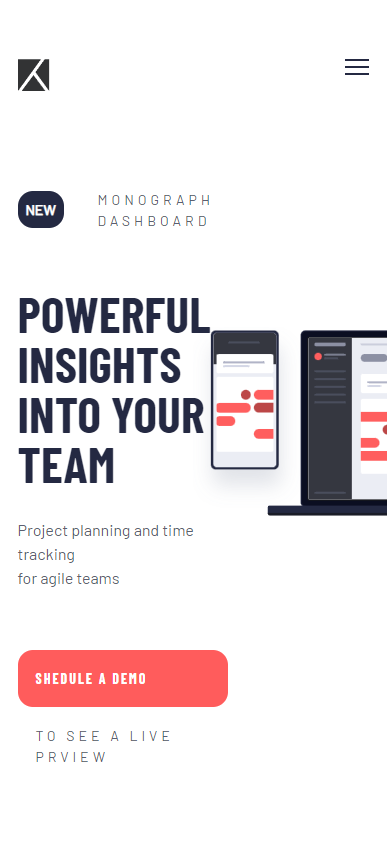 NEW
MONOGRAPH
DASHBOARD
POWERFUL
INSIGHTS
INTO YOUR
TEAM
Project planning and time
tracking
for agile teams
SHEDULE A DEMO
TO SEE A LIVE
PRVIEW